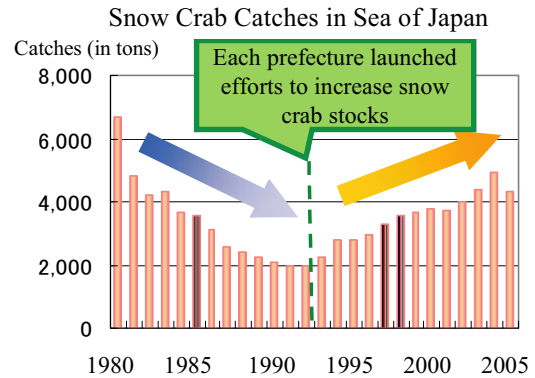 Snow Crab Catches in Sea of Japan
Catches (in tons)
Each prefecture launched
efforts to increase snow
crab stocks
8,000
6,000
4,000
2,000
0
1980 1985 1990 1995 2000 2005